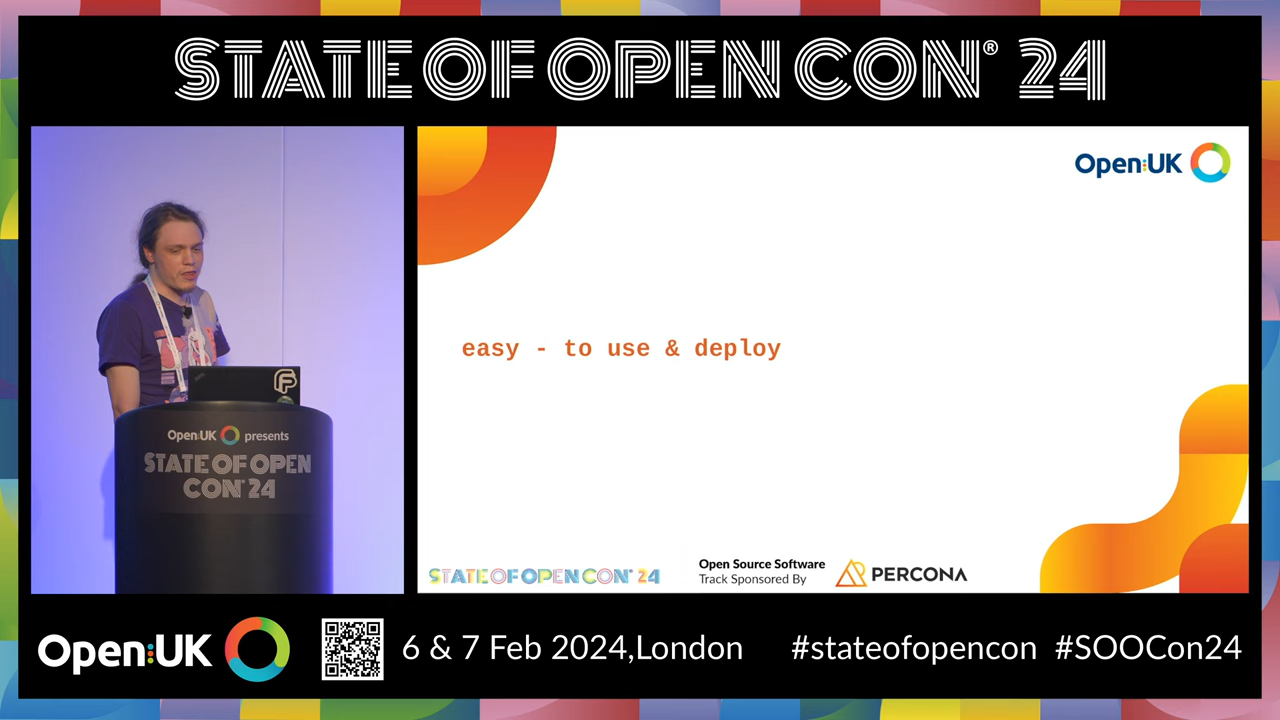 STATE OF OPEN CON® 24
Open:UK
easy - to use & deploy
Open:UK presents
STATE OF OPEN
CON® 24
STATE OF OPEN CON® 24
Open Source Software
Track Sponsored By
PERCONA
Open:UK
6 & 7 Feb 2024,London
#stateofopencon #SOOCon24